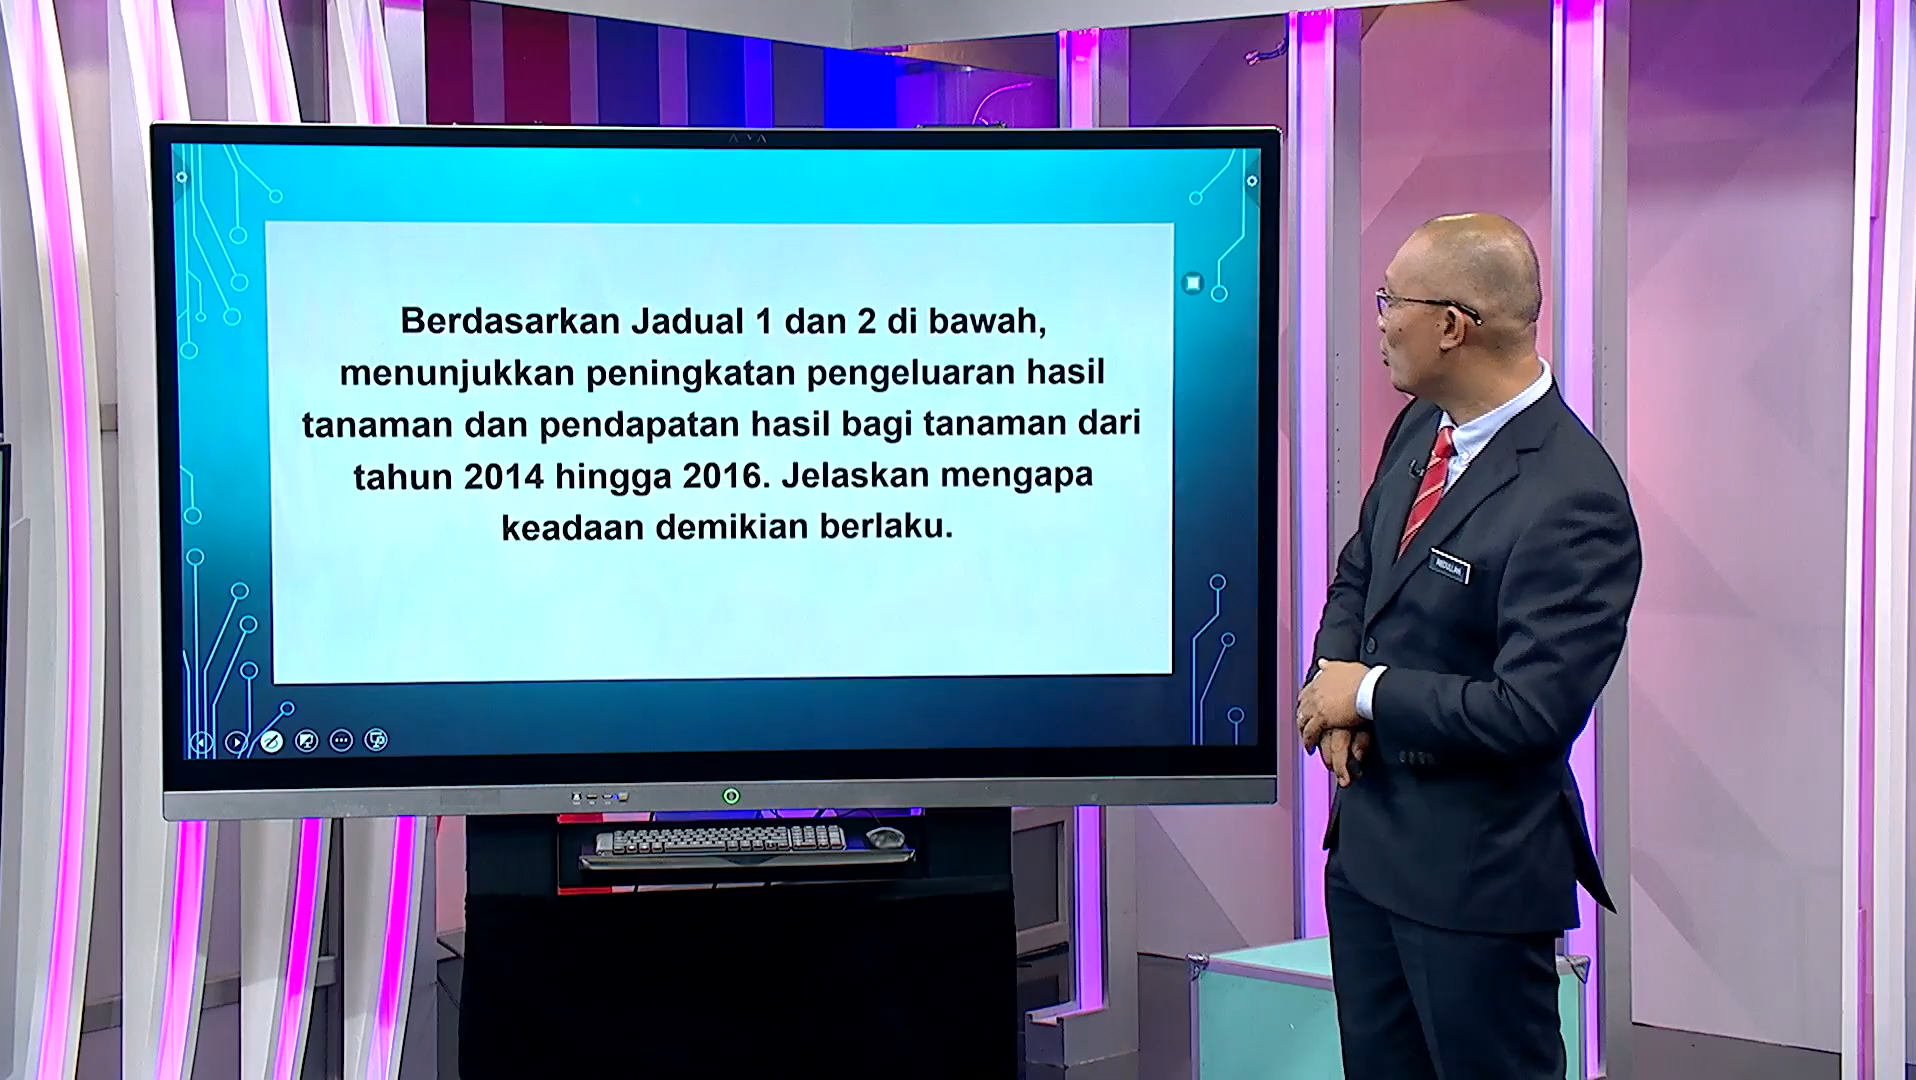 Berdasarkan Jadual 1 dan 2 di bawah,
menunjukkan peningkatan pengeluaran hasil
tanaman dan pendapatan hasil bagi tanaman dari
tahun 2014 hingga 2016. Jelaskan mengapa
keadaan demikian berlaku.
ABDULLAH